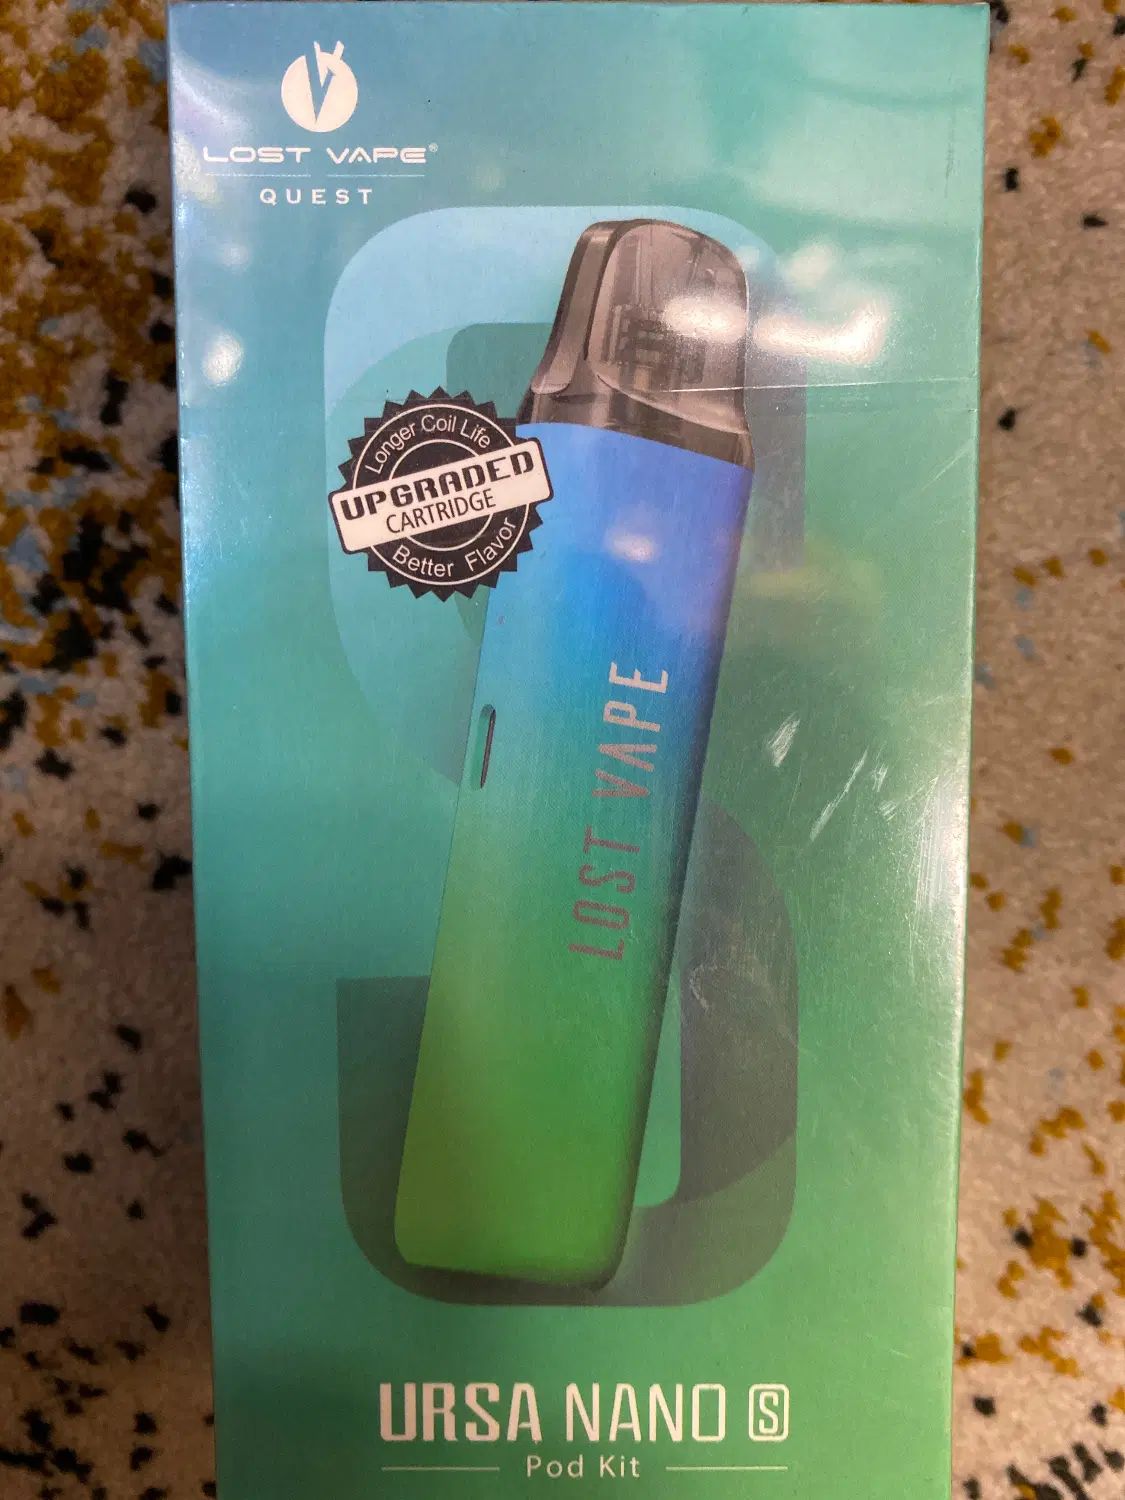 LOST VAPE®
QUEST
Longer Coil Life
UPGRADED
CARTRIDGE
Better Flavor
LOST VAPE
URSA NANO S
Pod Kit